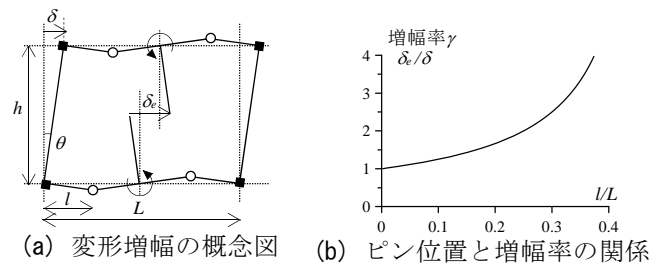 δ
h
θ
δe
l
L
(a) 変形増幅の概念図
増幅率γ
δe/δ
4
3
2
1
0
0
0.1
0.2
0.3
0.4
l/L
(b) ピン位置と増幅率の関係